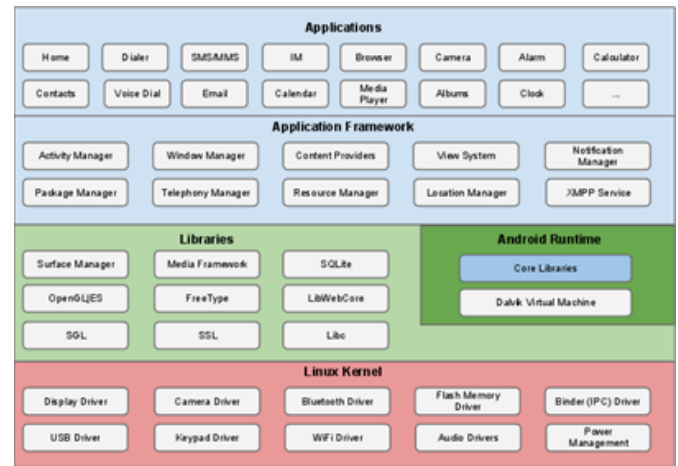 Applications
Home Dialer SMS/MMS IM Browser Camera Alarm Calculator
Contacts Voice Dial Email Calendar Media Player Albums Clock ...
Application Framework
Activity Manager Window Manager Content Providers View System Notification Manager
Package Manager Telephony Manager Resource Manager Location Manager XMPP Service
Libraries Android Runtime
Surface Manager Media Framework SQLite Core Libraries
OpenGL|ES FreeType LibWebCore Dalvik Virtual Machine
SGL SSL Libc
Linux Kernel
Display Driver Camera Driver Bluetooth Driver Flash Memory Driver Binder (IPC) Driver
USB Driver Keypad Driver WiFi Driver Audio Drivers Power Management